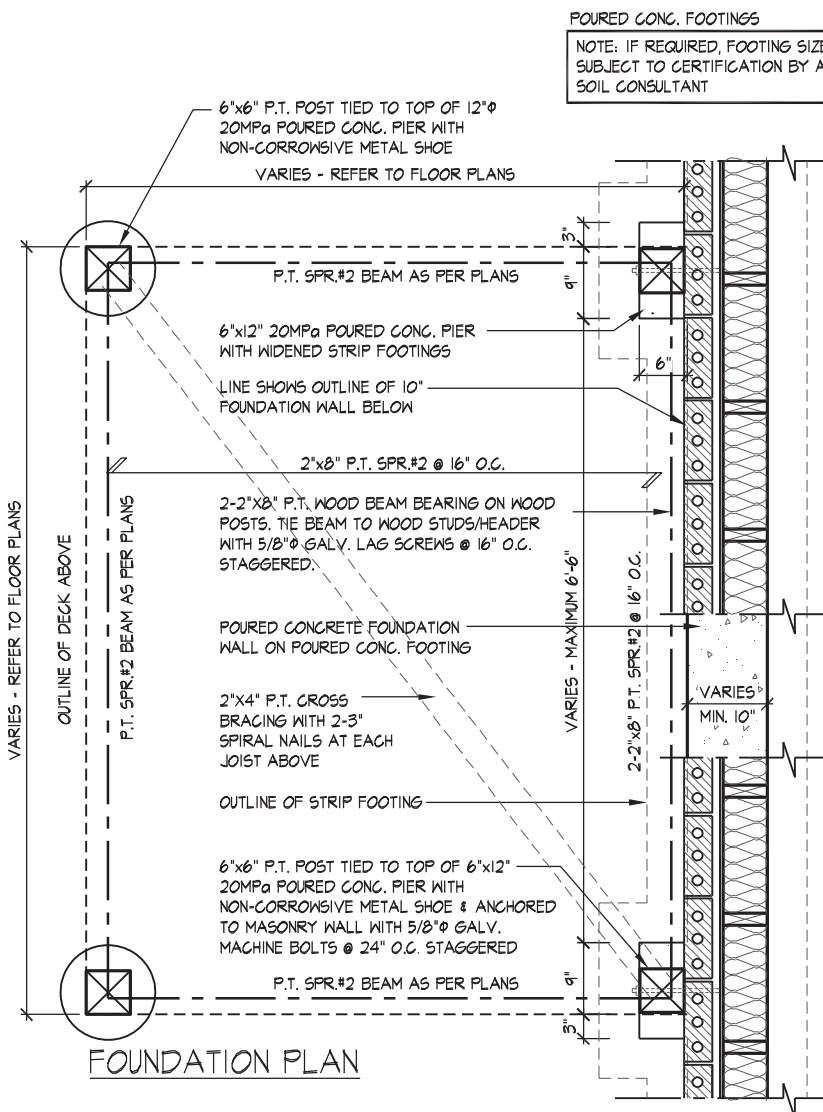 POURED CONC. FOOTINGS
NOTE: IF REQUIRED, FOOTING SIZE
SUBJECT TO CERTIFICATION BY A
SOIL CONSULTANT
6"x6" P.T. POST TIED TO TOP OF 12"Φ
20MPa POURED CONC. PIER WITH
NON-CORROWSIVE METAL SHOE
VARIES - REFER TO FLOOR PLANS
3"
P.T. SPR.#2 BEAM AS PER PLANS
9"
6"x12" 20MPa POURED CONC. PIER
WITH WIDENED STRIP FOOTINGS
6"
LINE SHOWS OUTLINE OF 10"
FOUNDATION WALL BELOW
2"x8" P.T. SPR.#2 @ 16" O.C.
2-2"X8" P.T. WOOD BEAM BEARING ON WOOD
POSTS. TIE BEAM TO WOOD STUDS/HEADER
WITH 5/8"Φ GALV. LAG SCREWS @ 16" O.C.
STAGGERED.
VARIES - REFER TO FLOOR PLANS
OUTLINE OF DECK ABOVE
P.T. SPR.#2 BEAM AS PER PLANS
VARIES - MAXIMUM 6'-6"
2-2"x8" P.T. SPR.#2 @ 16" O.C.
POURED CONCRETE FOUNDATION
WALL ON POURED CONC. FOOTING
VARIES
MIN. 10"
2"X4" P.T. CROSS
BRACING WITH 2-3"
SPIRAL NAILS AT EACH
JOIST ABOVE
OUTLINE OF STRIP FOOTING
6"x6" P.T. POST TIED TO TOP OF 6"x12"
20MPa POURED CONC. PIER WITH
NON-CORROWSIVE METAL SHOE & ANCHORED
TO MASONRY WALL WITH 5/8"Φ GALV.
MACHINE BOLTS @ 24" O.C. STAGGERED
9"
P.T. SPR.#2 BEAM AS PER PLANS
3"
FOUNDATION PLAN